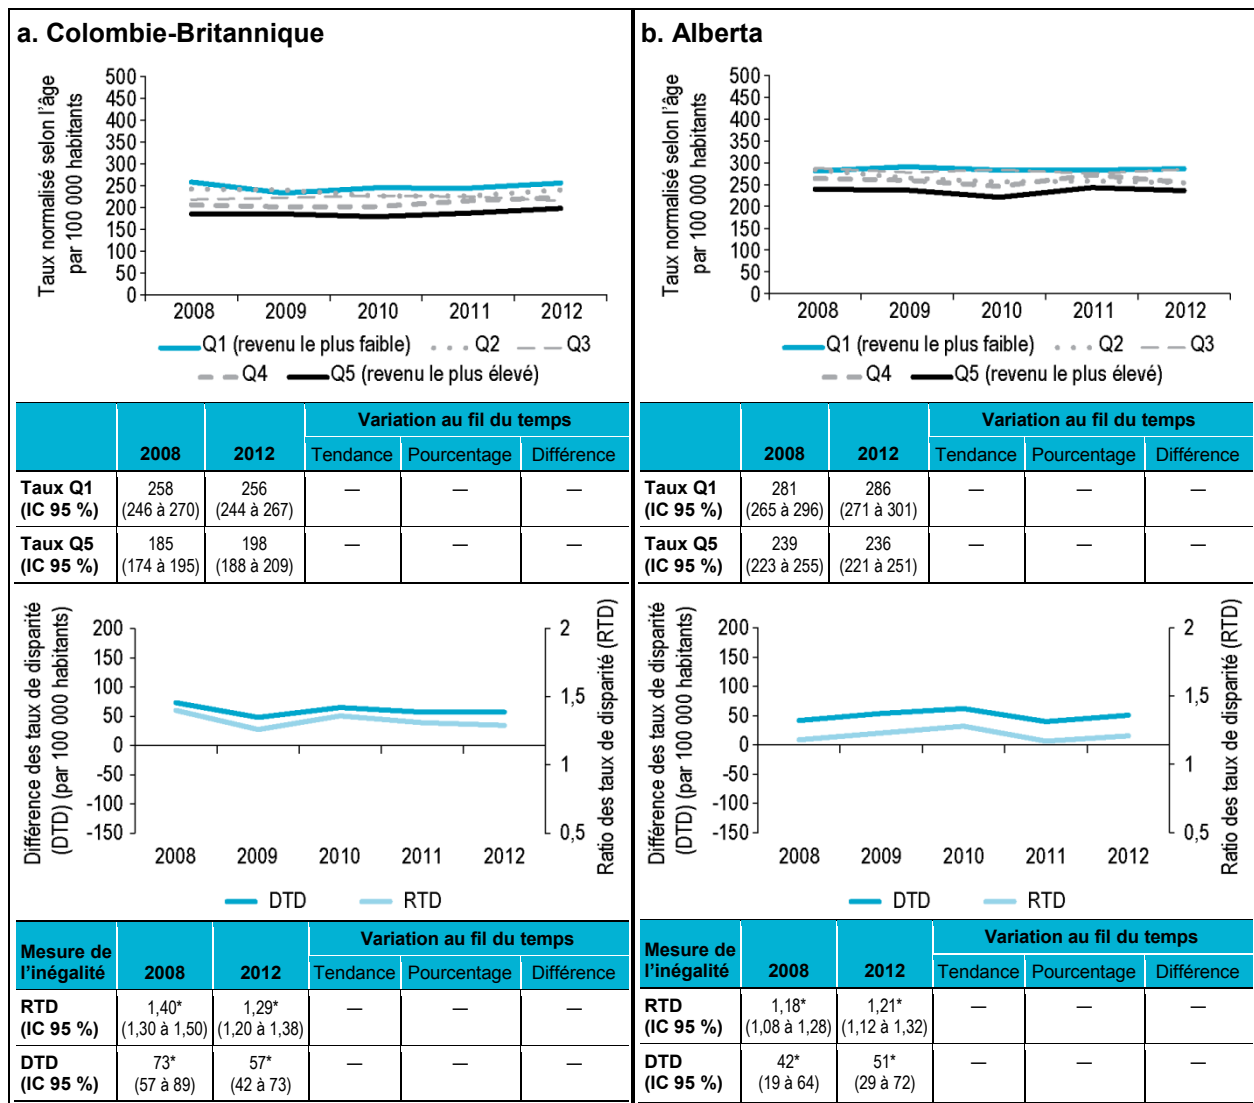 a. Colombie-Britannique
Taux normalisé selon l'âge
par 100 000 habitants
500
450
400
350
300
250
200
150
100
50
0
2008 2009 2010 2011 2012
Q1 (revenu le plus faible) Q2 Q3
Q4 Q5 (revenu le plus élevé)
Variation au fil du temps
2008 2012 Tendance Pourcentage Différence
Taux Q1 258 256 — — —
(IC 95 %) (246 à 270) (244 à 267)
Taux Q5 185 198 — — —
(IC 95 %) (174 à 195) (188 à 209)
Différence des taux de disparité
(DTD) (par 100 000 habitants)
200
150
100
50
0
-50
-100
-150
2
1,5
1
0,5
Ratio des taux de disparité (RTD)
2008 2009 2010 2011 2012
DTD RTD
Mesure de Variation au fil du temps
l'inégalité 2008 2012 Tendance Pourcentage Différence
RTD 1,40* 1,29* — — —
(IC 95 %) (1,30 à 1,50) (1,20 à 1,38)
DTD 73* 57* — — —
(IC 95 %) (57 à 89) (42 à 73)
b. Alberta
Taux normalisé selon l'âge
par 100 000 habitants
500
450
400
350
300
250
200
150
100
50
0
2008 2009 2010 2011 2012
Q1 (revenu le plus faible) Q2 Q3
Q4 Q5 (revenu le plus élevé)
Variation au fil du temps
2008 2012 Tendance Pourcentage Différence
Taux Q1 281 286 — — —
(IC 95 %) (265 à 296) (271 à 301)
Taux Q5 239 236 — — —
(IC 95 %) (223 à 255) (221 à 251)
Différence des taux de disparité
(DTD) (par 100 000 habitants)
200
150
100
50
0
-50
-100
-150
2
1,5
1
0,5
Ratio des taux de disparité (RTD)
2008 2009 2010 2011 2012
DTD RTD
Mesure de Variation au fil du temps
l'inégalité 2008 2012 Tendance Pourcentage Différence
RTD 1,18* 1,21* — — —
(IC 95 %) (1,08 à 1,28) (1,12 à 1,32)
DTD 42* 51* — — —
(IC 95 %) (19 à 64) (29 à 72)